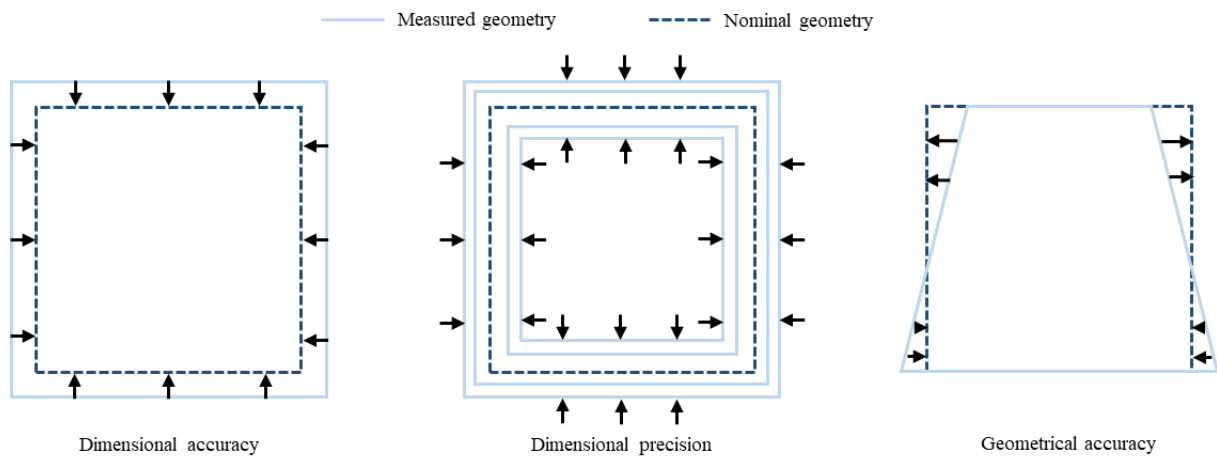 Measured geometry
Nominal geometry
Dimensional accuracy
Dimensional precision
Geometrical accuracy